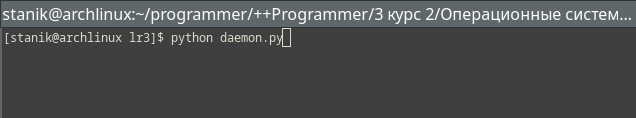 stanik@archlinux:~/programmer/++Programmer/3 курс 2/Операционные систем...
[stanik@archlinux lr3]$ python daemon.py